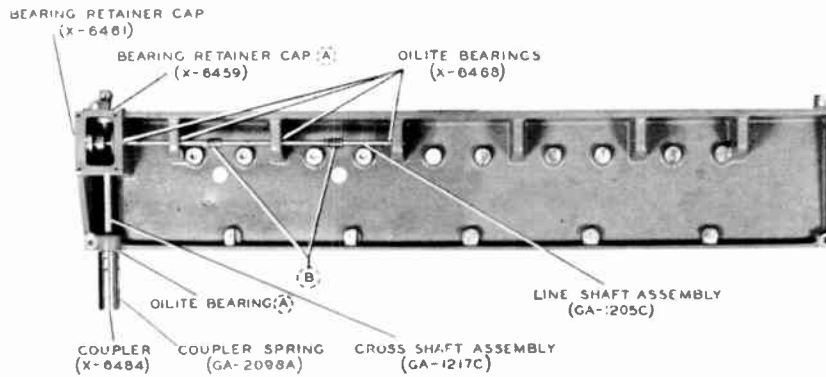 BEARING RETAINER CAP
(X-6461)
BEARING RETAINER CAP (A)
(X-6459)
OILITE BEARINGS
(X-6468)
(B)
OILITE BEARING (A)
LINE SHAFT ASSEMBLY
(GA-1205C)
COUPLER
(X-6484)
COUPLER SPRING
(GA-2098A)
CROSS SHAFT ASSEMBLY
(GA-1217C)